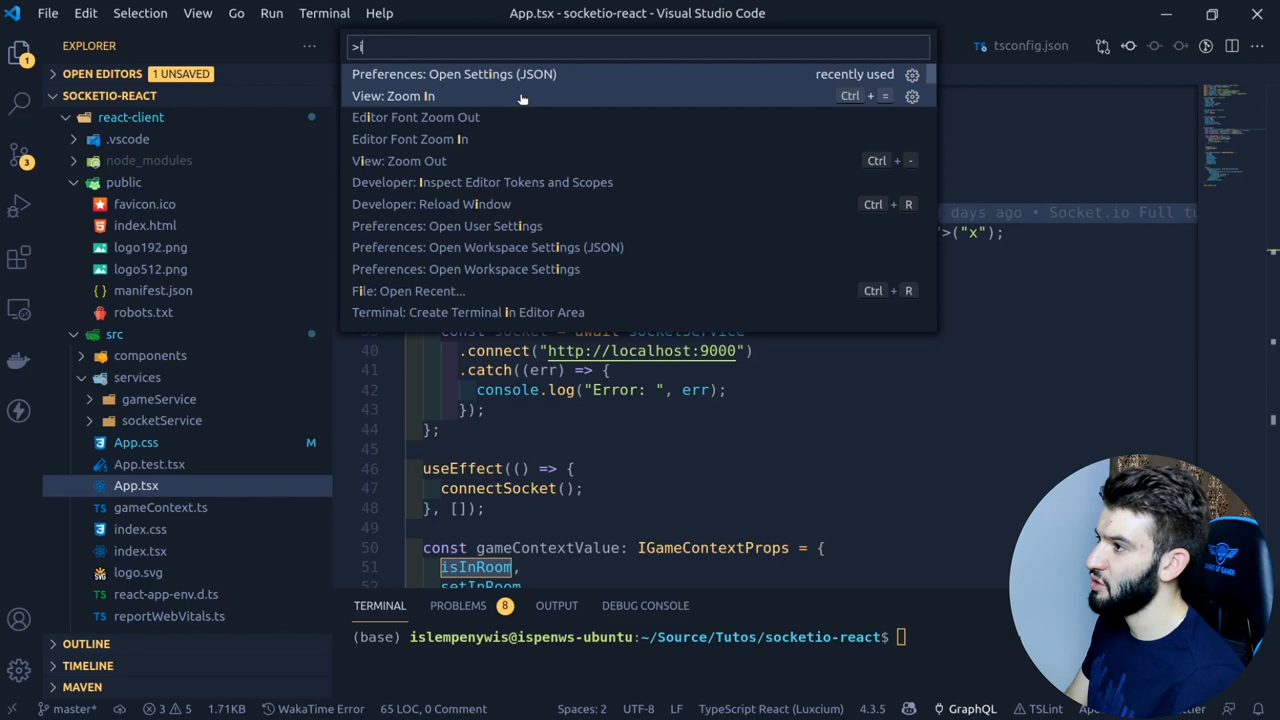 File Edit Selection View Go Run Terminal Help
App.tsx - socketio-react - Visual Studio Code
EXPLORER
>i
tsconfig.json
OPEN EDITORS 1 UNSAVED
SOCKETIO-REACT
react-client
.vscode
node_modules
public
favicon.ico
index.html
logo192.png
logo512.png
manifest.json
robots.txt
src
components
services
gameService
socketService
App.css M
App.test.tsx
App.tsx
gameContext.ts
index.css
index.tsx
logo.svg
react-app-env.d.ts
reportWebVitals.ts
OUTLINE
TIMELINE
MAVEN
1
3
Preferences: Open Settings (JSON) recently used
View: Zoom In Ctrl + =
Editor Font Zoom Out
Editor Font Zoom In
View: Zoom Out Ctrl + -
Developer: Inspect Editor Tokens and Scopes
Developer: Reload Window Ctrl + R
Preferences: Open User Settings
Preferences: Open Workspace Settings (JSON)
Preferences: Open Workspace Settings
File: Open Recent... Ctrl + R
Terminal: Create Terminal in Editor Area
days ago • Socket.io Full tu
>("x");
const socket = await socketService
40 .connect("http://localhost:9000")
41 .catch((err) => {
42 console.log("Error: ", err);
43 });
44 };
45
46 useEffect(() => {
47 connectSocket();
48 }, []);
49
50 const gameContextValue: IGameContextProps = {
51 isInRoom,
52 setInRoom
TERMINAL PROBLEMS 8 OUTPUT DEBUG CONSOLE
(base) islempenywis@ispenws-ubuntu:~/Source/Tutos/socketio-react$
master* 3 5 1.71KB WakaTime Error 65 LOC, 0 Comment Spaces: 2 UTF-8 LF TypeScript React (Luxcium) 4.3.5 GraphQL TSLint